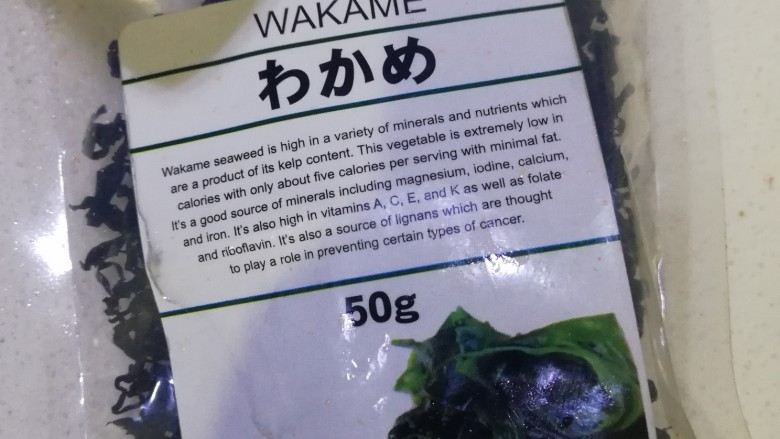 WAKAME
わかめ
Wakame seaweed is high in a variety of minerals and nutrients which
are a product of its kelp content. This vegetable is extremely low in
calories with only about five calories per serving with minimal fat.
It's a good source of minerals including magnesium, iodine, calcium,
and iron. It's also high in vitamins A, C, E, and K as well as folate
and riboflavin. It's also a source of lignans which are thought
to play a role in preventing certain types of cancer.
50g